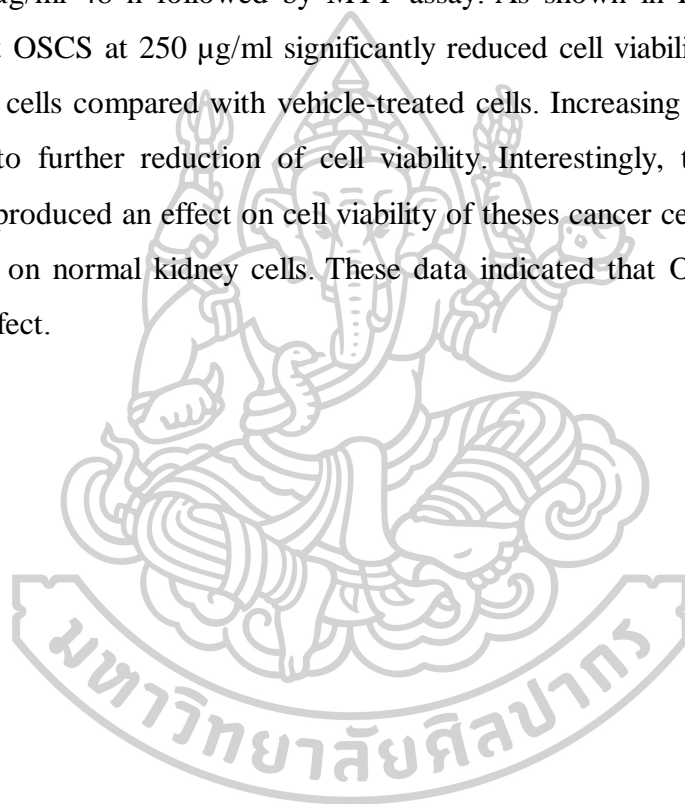 µg/ml 48 h followed by MTT assay. As shown in
OSCS at 250 µg/ml significantly reduced cell
cells compared with vehicle-treated cells. Increasing
to further reduction of cell viability. Interestingly,
produced an effect on cell viability of theses cancer
on normal kidney cells. These data indicated that
มหาวิทยาลัยศิลปากร